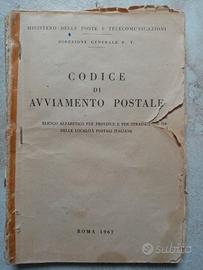 MINISTERO DELLE POSTE E TELECOMUNICAZIONI
DIREZIONE GENERALE P. T.
CODICE
DI
AVVIAMENTO POSTALE
ELENCO ALFABETICO PER PROVINCE E PER
DELLE LOCALITÀ POSTALI ITALIANE
ROMA 1967
subito